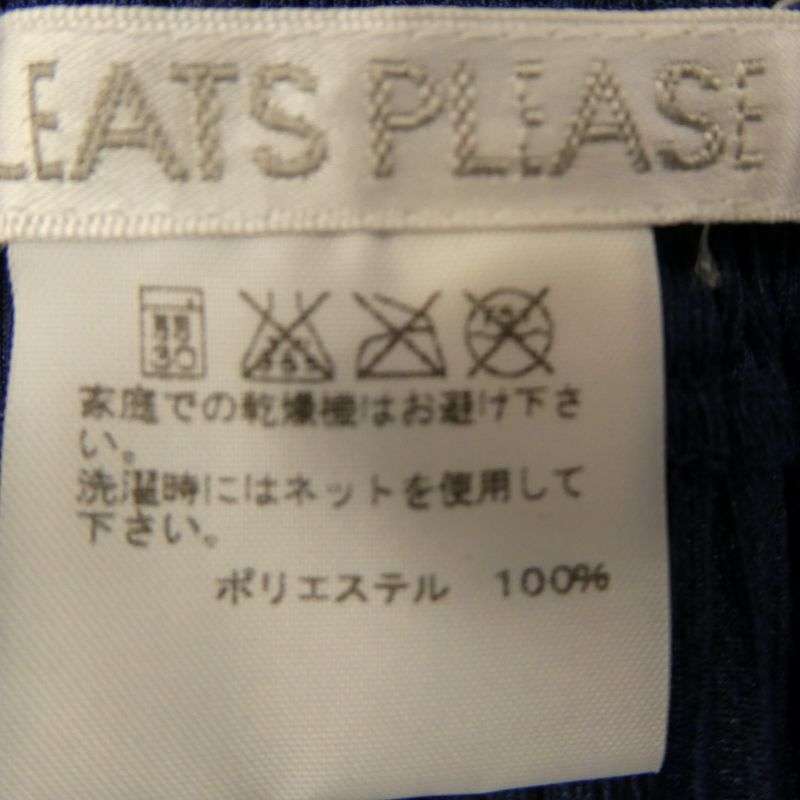 LEATS PLEASE
30
家庭での乾燥機はお避け下さ
い。
洗濯時にはネットを使用して
下さい。
ポリエステル 100%